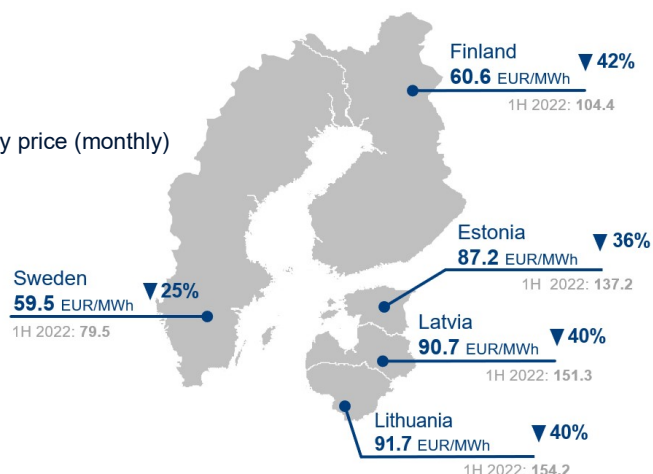 Finland
60.6 EUR/MWh
▼ 42%
1H 2022: 104.4
y price (monthly)
Estonia
87.2 EUR/MWh
▼ 36%
1H 2022: 137.2
Sweden
59.5 EUR/MWh
▼ 25%
1H 2022: 79.5
Latvia
90.7 EUR/MWh
▼ 40%
1H 2022: 151.3
Lithuania
91.7 EUR/MWh
▼ 40%
1H 2022: 154.2